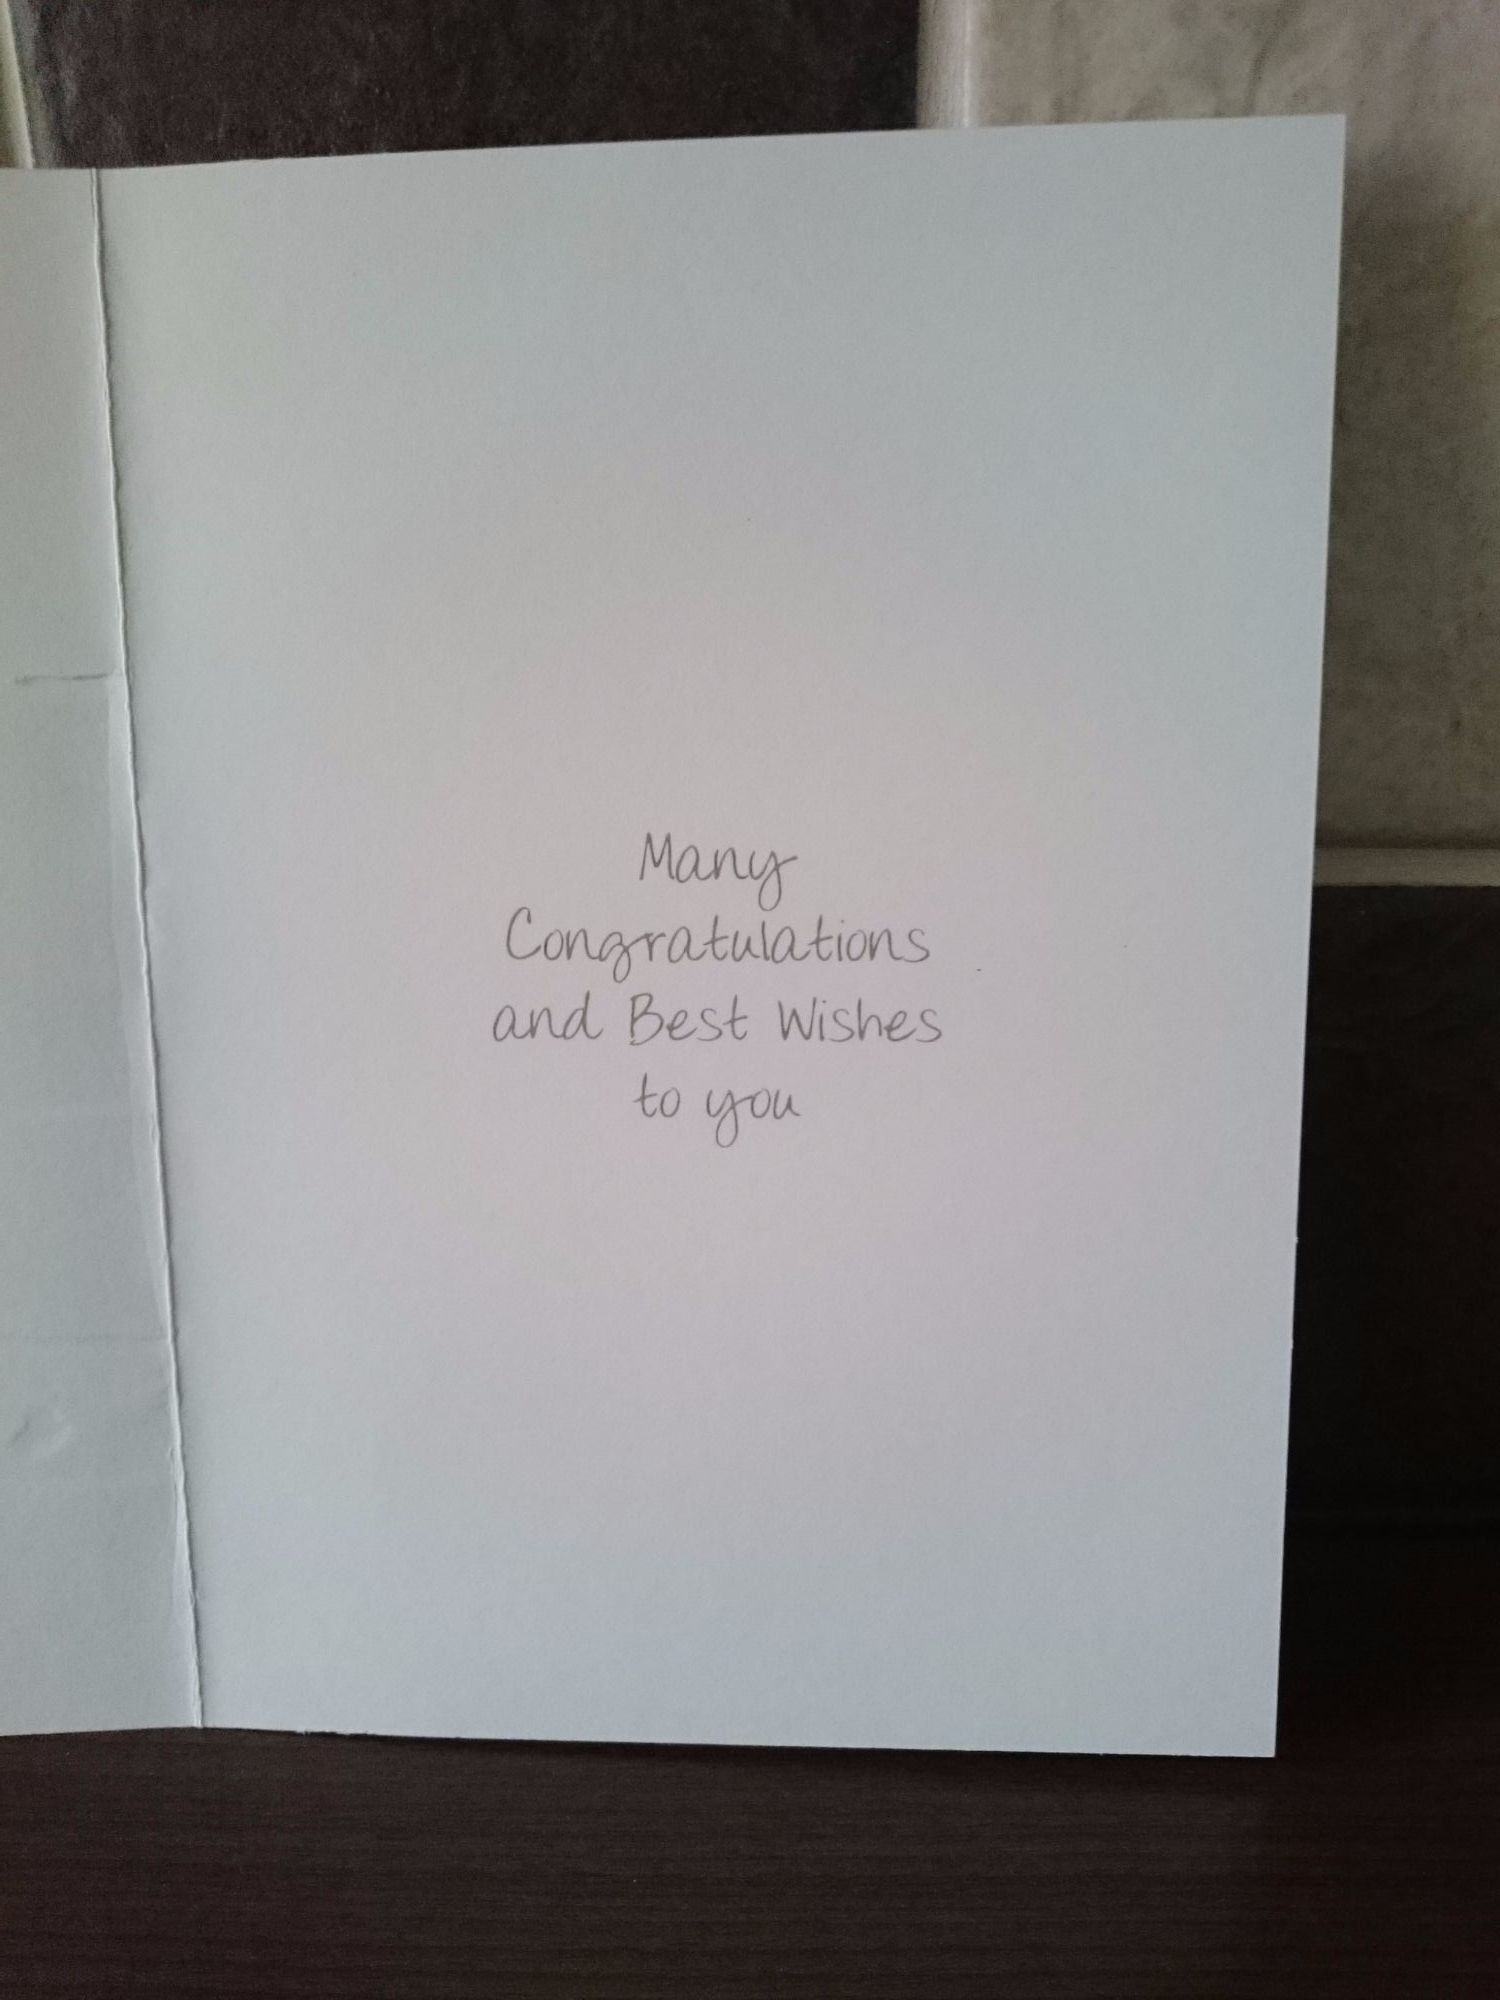 Many
Congratulations
and Best Wishes
to you